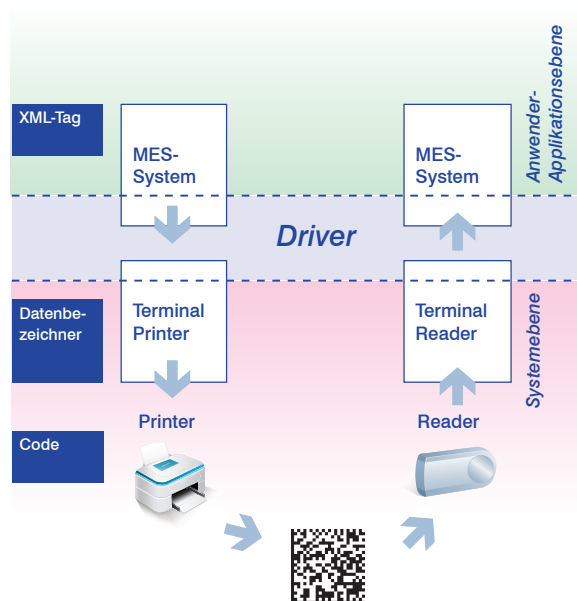 XML-Tag
MES-
System
MES-
System
Anwender-
Applikationsebene
Driver
Datenbe-
zeichner
Terminal
Printer
Terminal
Reader
Systemebene
Printer
Reader
Code